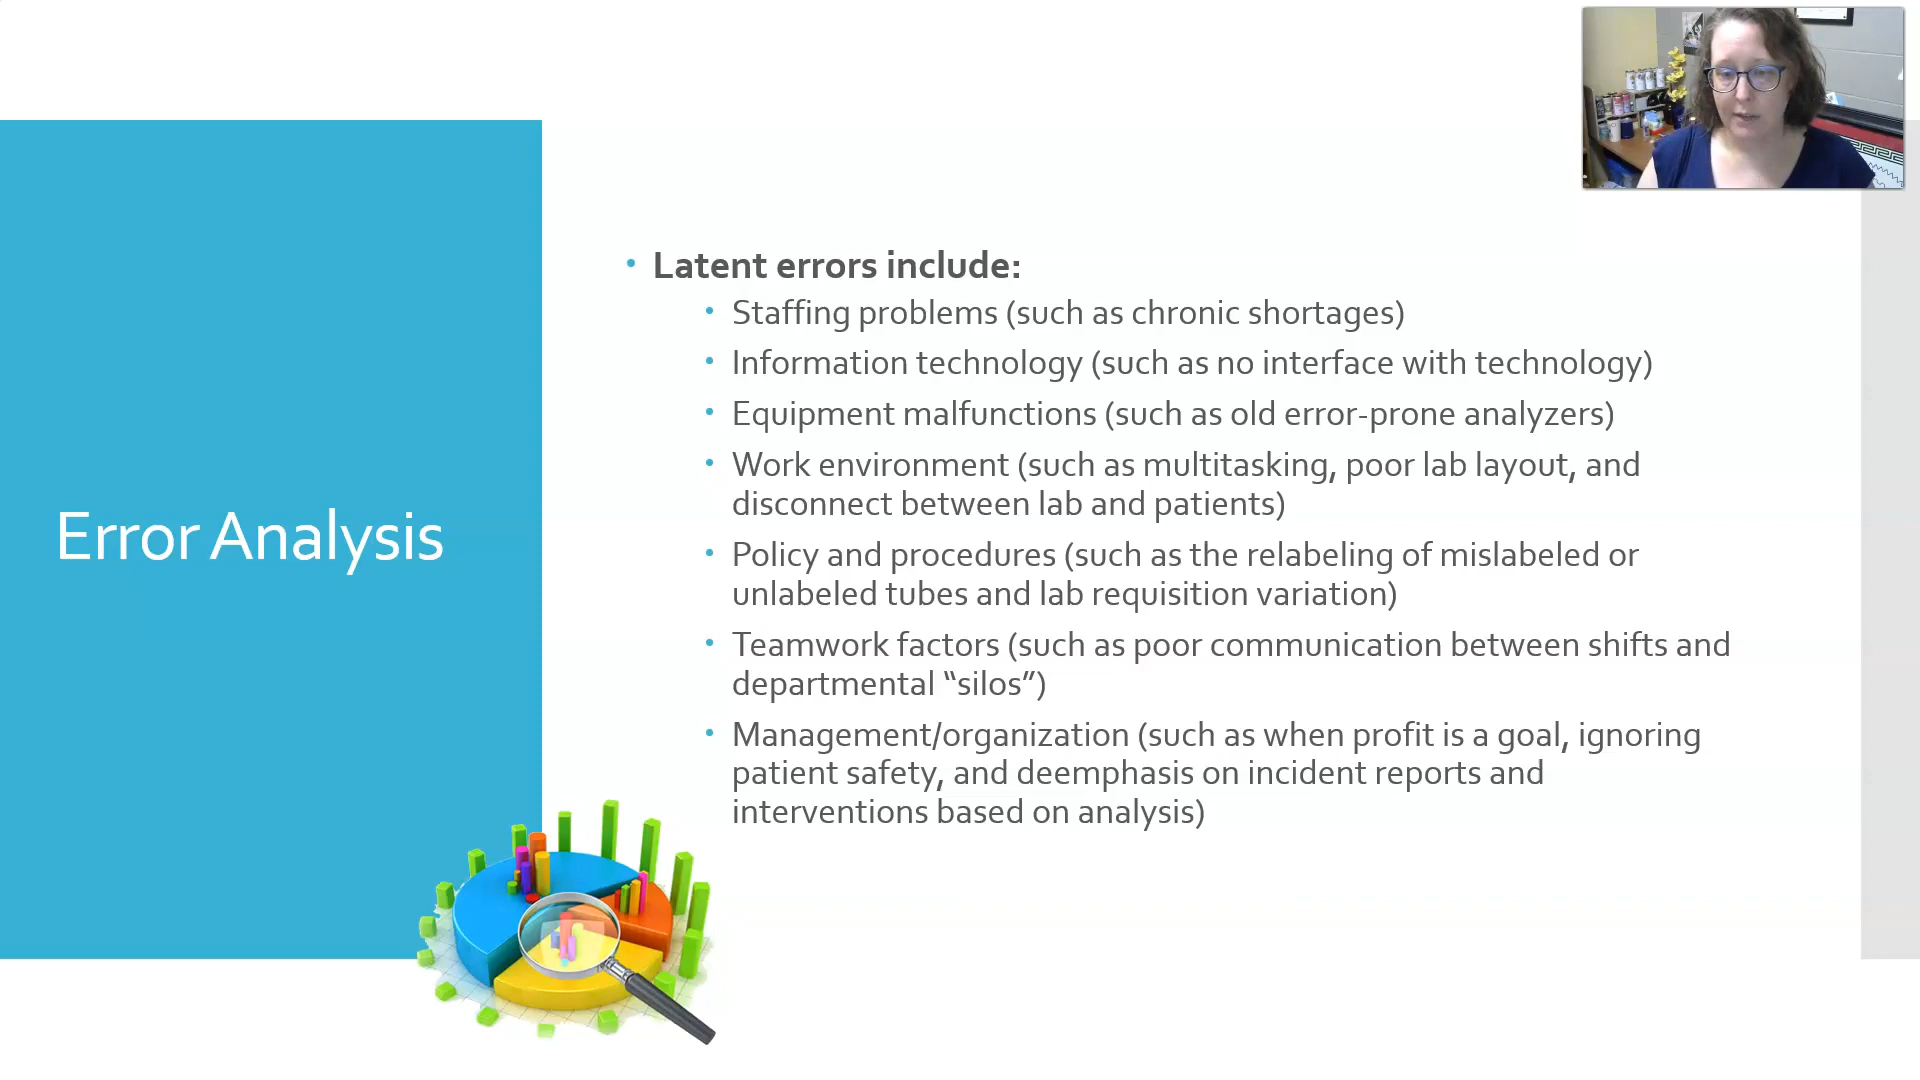 Error Analysis
• Latent errors include:
• Staffing problems (such as chronic shortages)
• Information technology (such as no interface with technology)
• Equipment malfunctions (such as old error-prone analyzers)
• Work environment (such as multitasking, poor lab layout, and
disconnect between lab and patients)
• Policy and procedures (such as the relabeling of mislabeled or
unlabeled tubes and lab requisition variation)
• Teamwork factors (such as poor communication between shifts and
departmental “silos”)
• Management/organization (such as when profit is a goal, ignoring
patient safety, and deemphasis on incident reports and
interventions based on analysis)